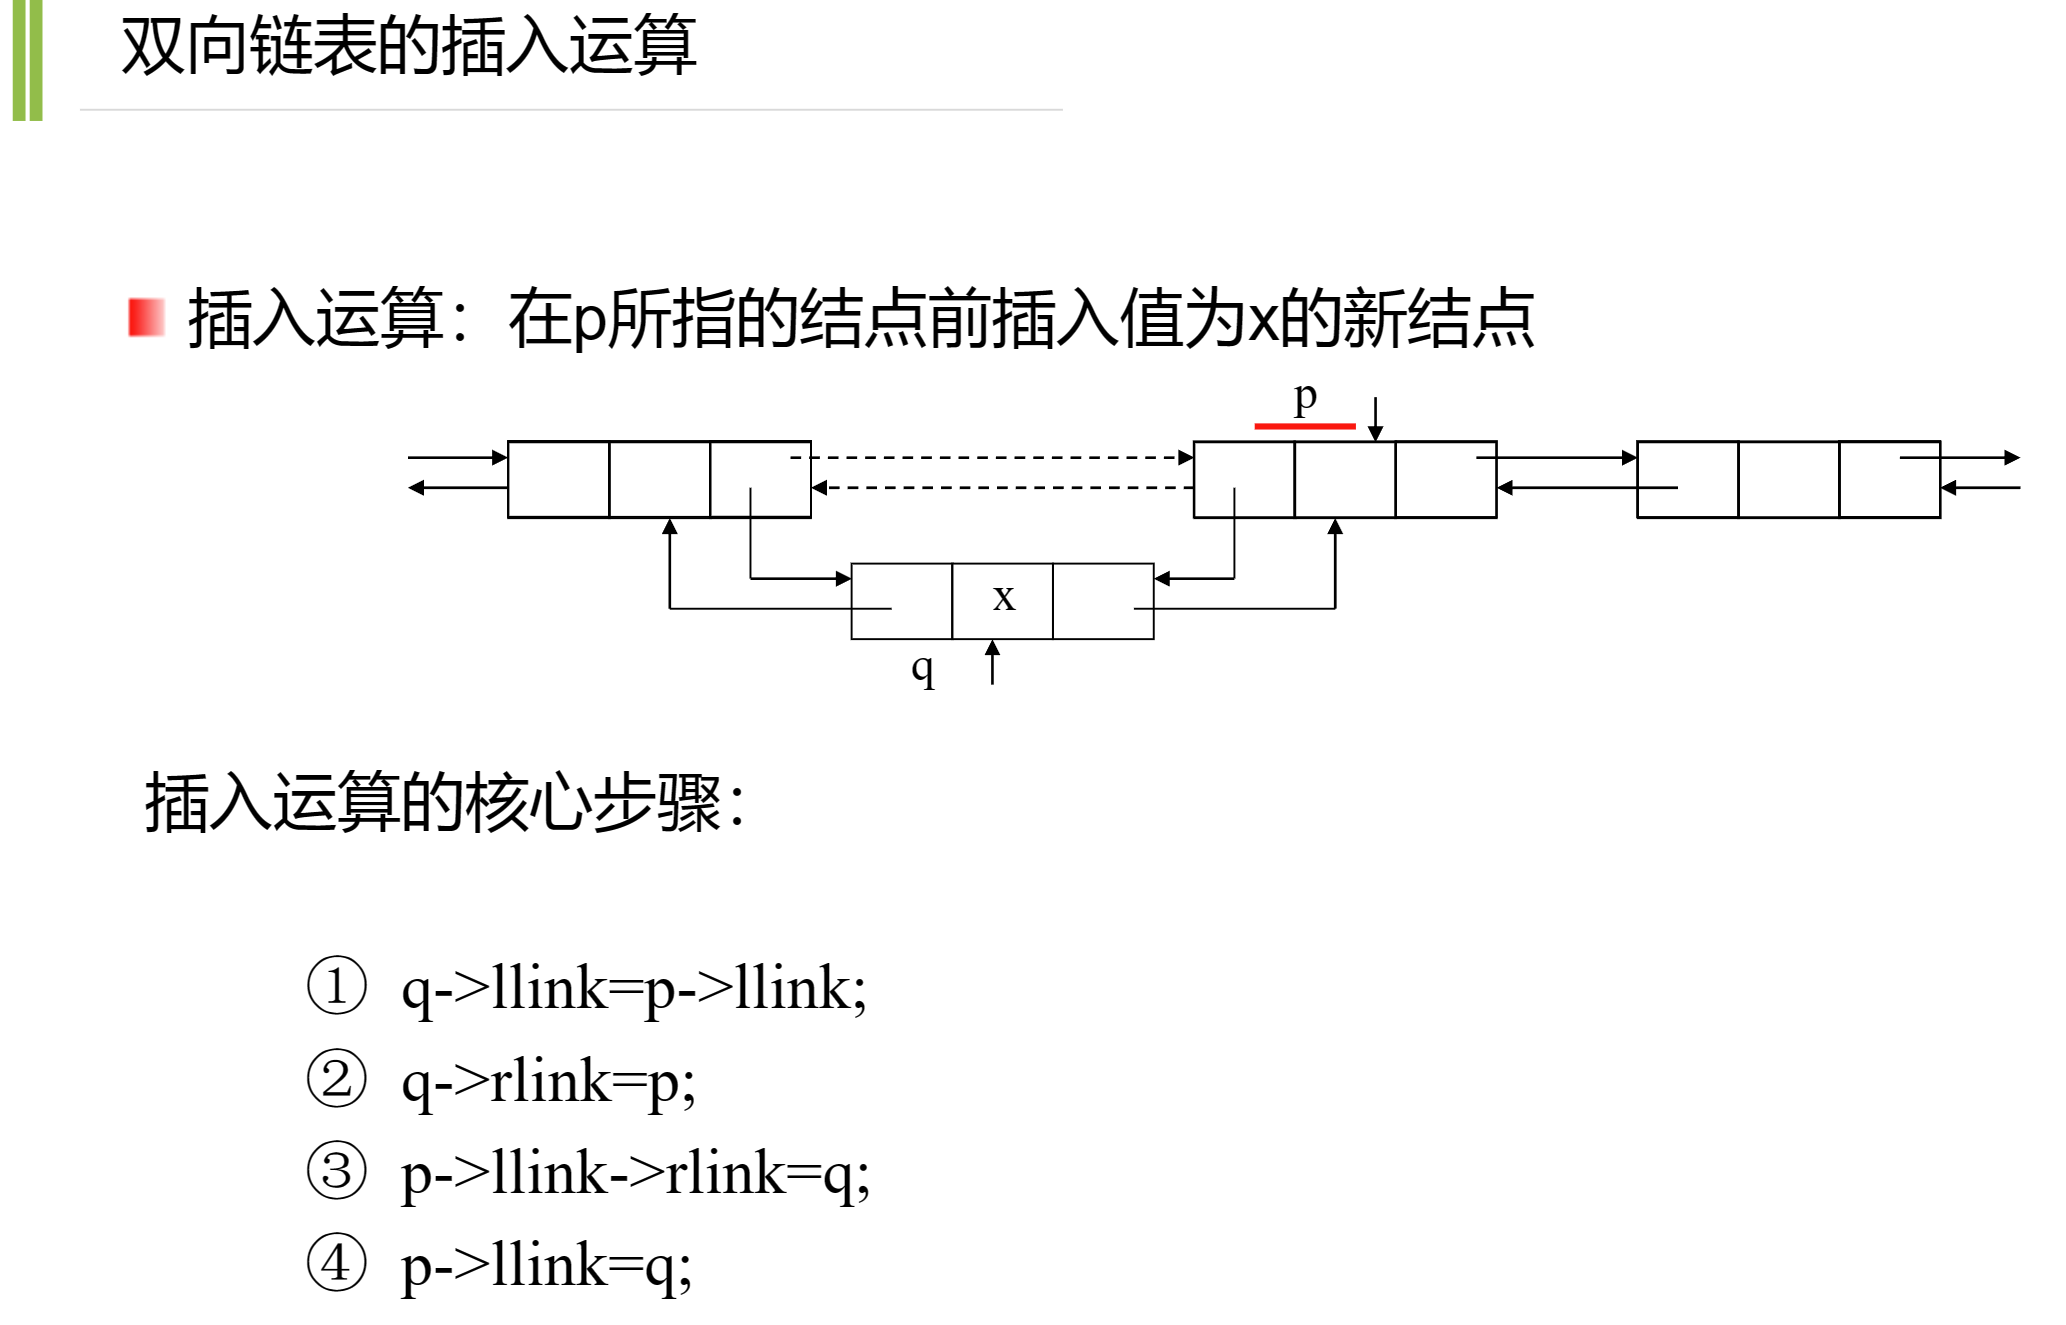 双向链表的插入运算
插入运算：在p所指的结点前插入值为x的新结点
p
x
q
插入运算的核心步骤：
① q->llink=p->llink;
② q->rlink=p;
③ p->llink->rlink=q;
④ p->llink=q;